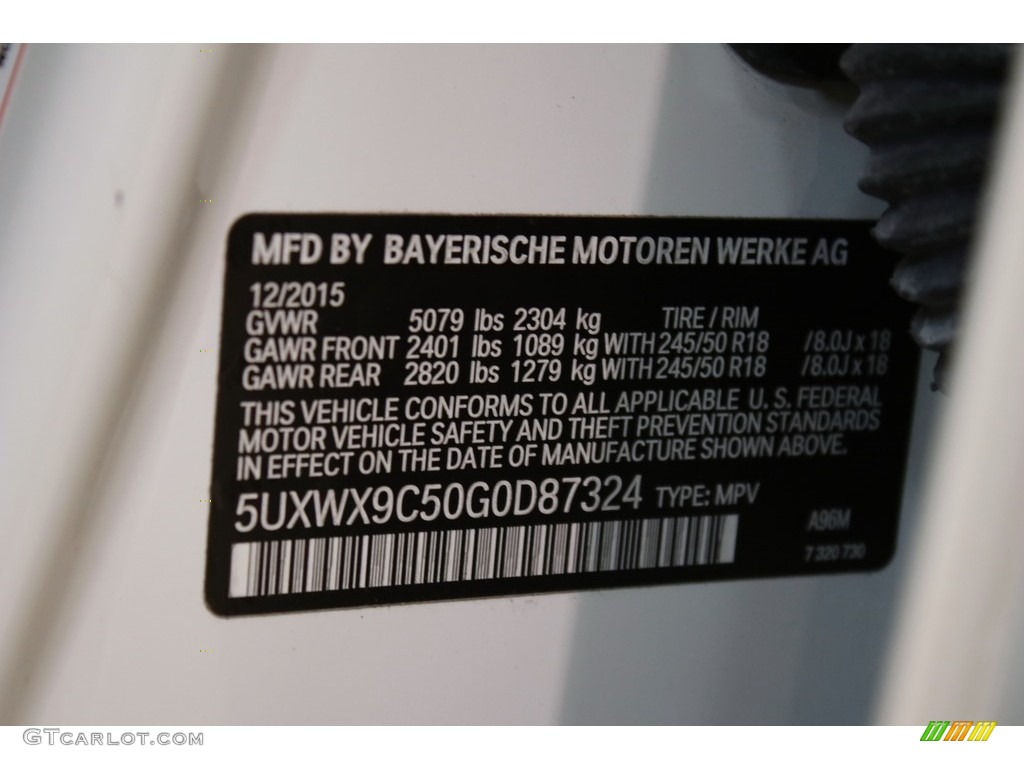 MFD BY BAYERISCHE MOTOREN WERKE AG
12/2015
GVWR 5079 lbs 2304 kg TIRE / RIM
GAWR FRONT 2401 lbs 1089 kg WITH 245/50 R18 /8.0J x 18
GAWR REAR 2820 lbs 1279 kg WITH 245/50 R18 /8.0J x 18
THIS VEHICLE CONFORMS TO ALL APPLICABLE U. S. FEDERAL
MOTOR VEHICLE SAFETY AND THEFT PREVENTION STANDARDS
IN EFFECT ON THE DATE OF MANUFACTURE SHOWN ABOVE.
5UXWX9C50G0D87324 TYPE: MPV
A96M
7 320 730
GTCarLot.com